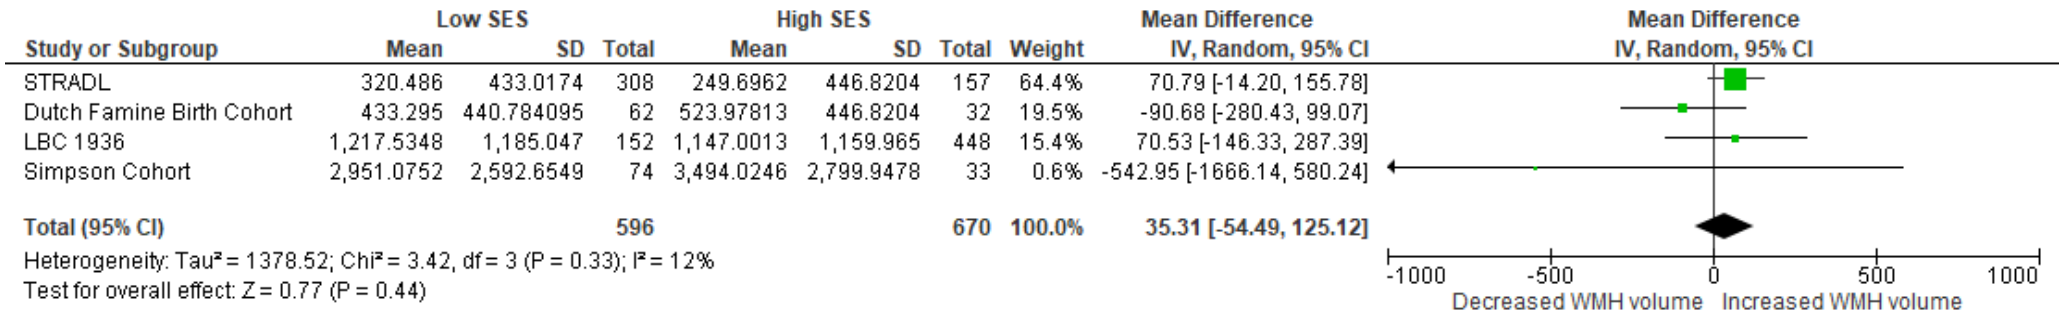 Low SES High SES Mean Difference Mean Difference
Study or Subgroup Mean SD Total Mean SD Total Weight IV, Random, 95% CI IV, Random, 95% CI
STRADL 320.486 433.0174 308 249.6962 446.8204 157 64.4% 70.79 [-14.20, 155.78]
Dutch Famine Birth Cohort 433.295 440.784095 62 523.97813 446.8204 32 19.5% -90.68 [-280.43, 99.07]
LBC 1936 1,217.5348 1,185.047 152 1,147.0013 1,159.965 448 15.4% 70.53 [-146.33, 287.39]
Simpson Cohort 2,951.0752 2,592.6549 74 3,494.0246 2,799.9478 33 0.6% -542.95 [-1666.14, 580.24]
Total (95% CI) 596 670 100.0% 35.31 [-54.49, 125.12]
Heterogeneity: Tau² = 1378.52; Chi² = 3.42, df = 3 (P = 0.33); I² = 12%
Test for overall effect: Z = 0.77 (P = 0.44)
-1000 -500 0 500 1000
Decreased WMH volume Increased WMH volume